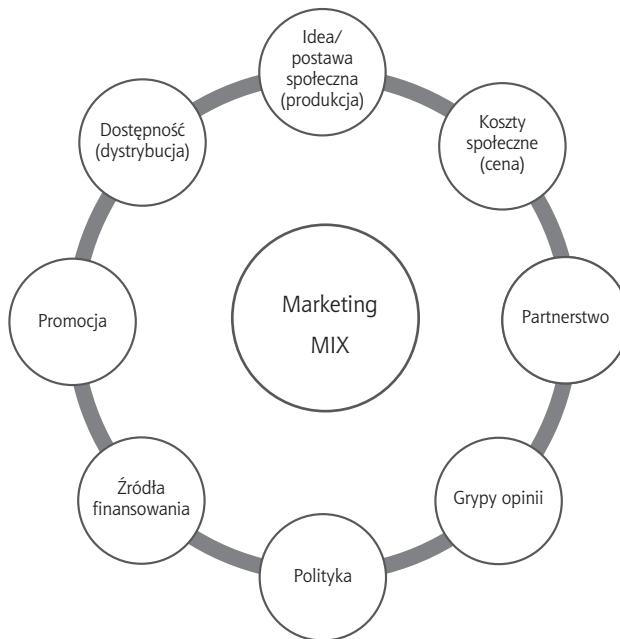 Idea/
postawa
społeczna
(produkcja)
Koszty
społeczne
(cena)
Dostępność
(dystrybucja)
Marketing
MIX
Promocja
Partnerstwo
Źródła
finansowania
Grypy opinii
Polityka